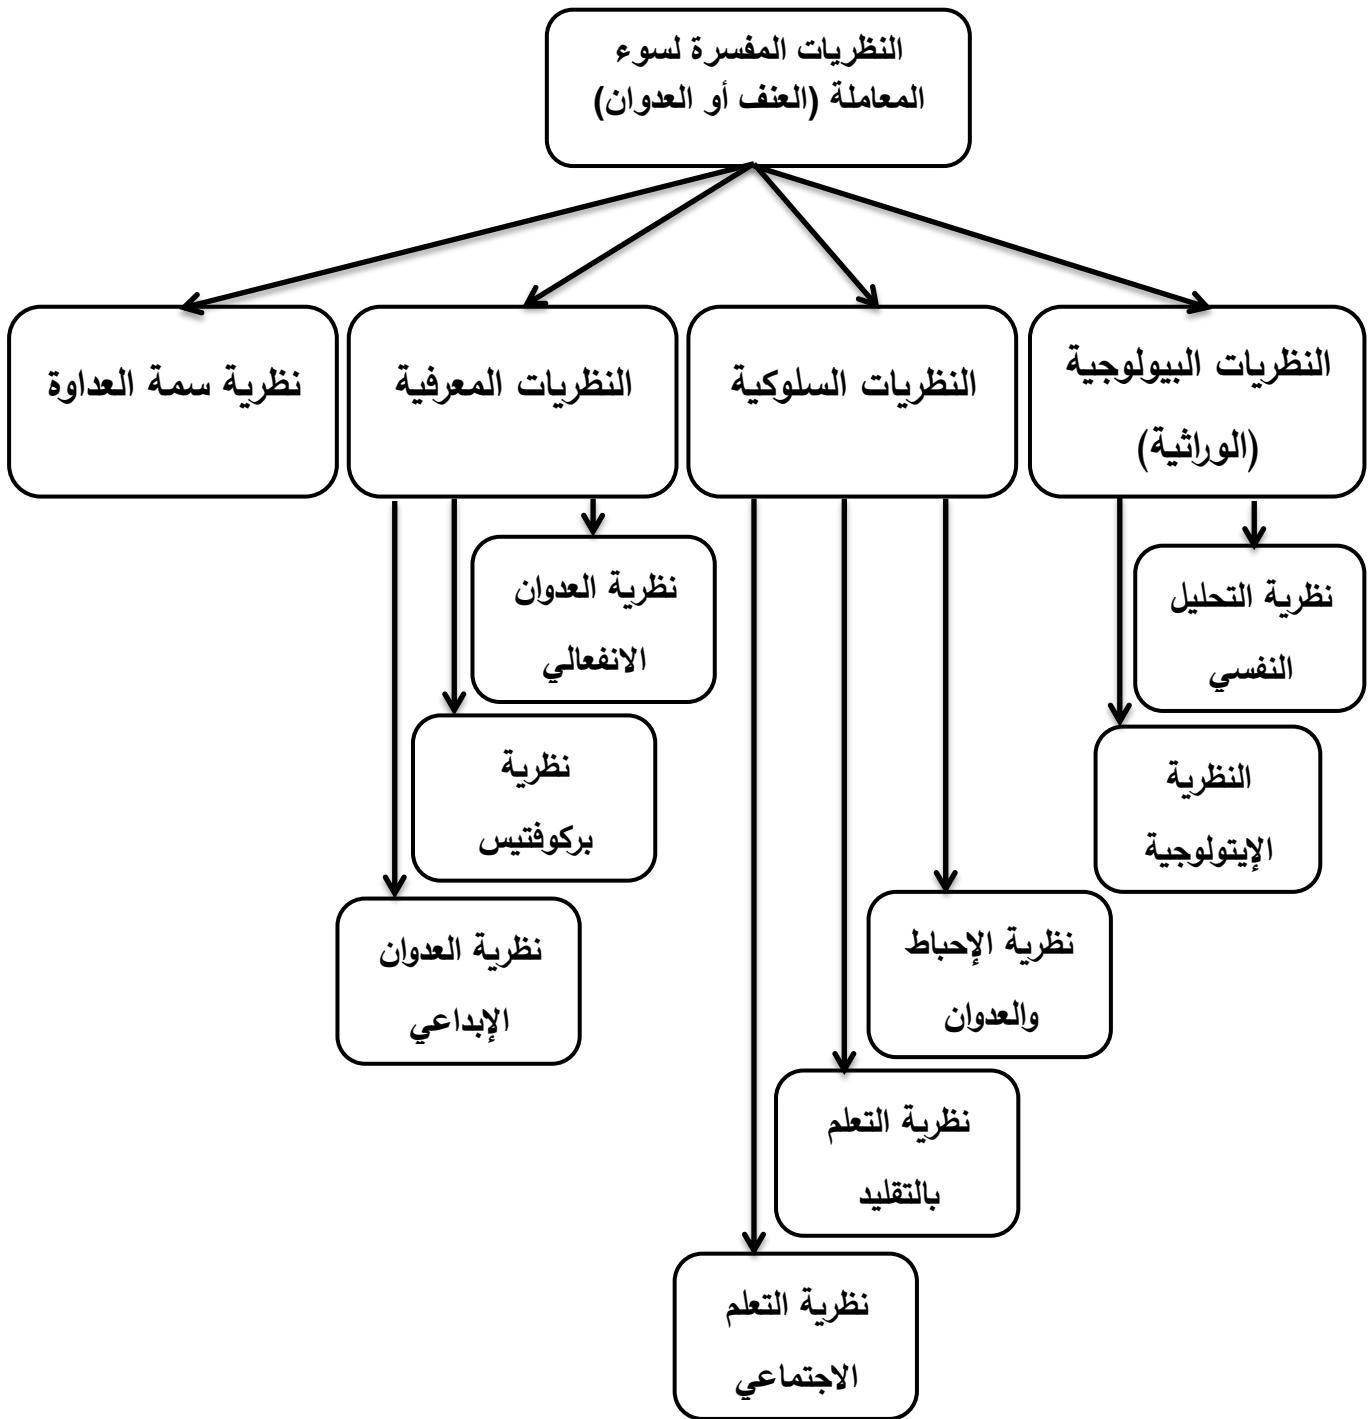 النظريات المفسرة لسوء
المعاملة (العنف أو العدوان)
النظريات البيولوجية
(الوراثية)
النظريات السلوكية
النظريات المعرفية
نظرية سمة العداوة
نظرية التحليل
النفسي
النظرية
الإيتولوجية
نظرية الإحباط
والعدوان
نظرية التعلم
بالتقليد
نظرية التعلم
الاجتماعي
نظرية العدوان
الانفعالي
نظرية
بركوفتيس
نظرية العدوان
الإبداعي